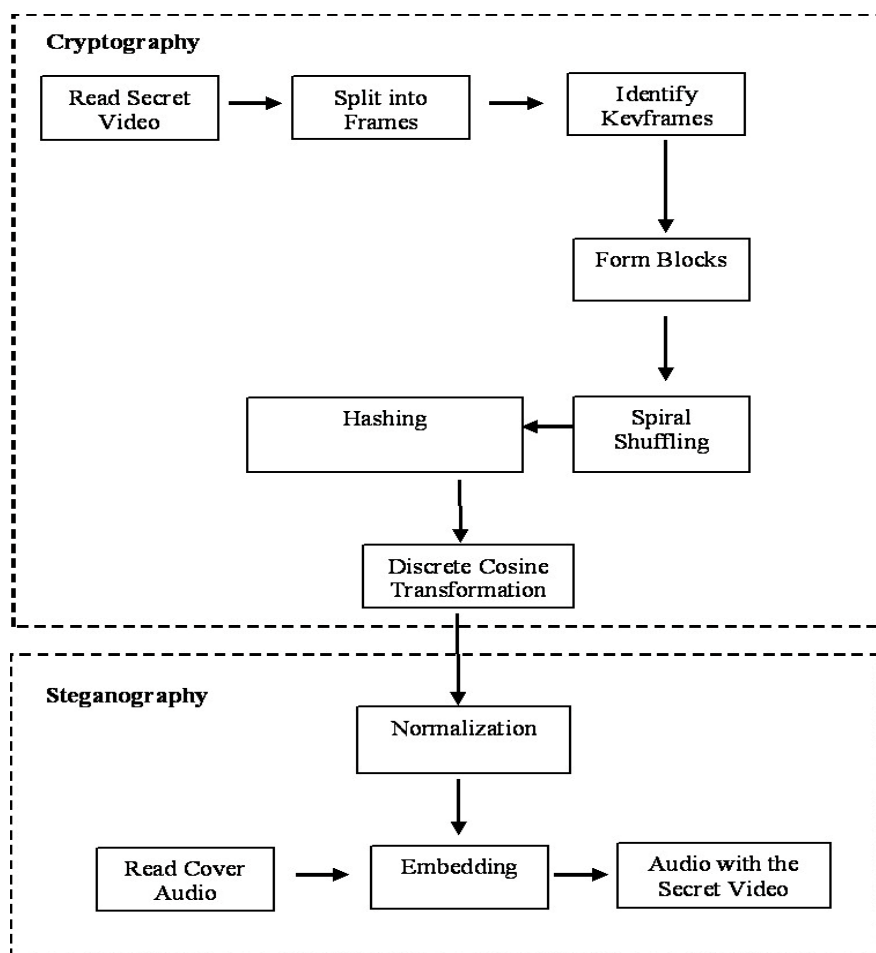 Cryptography
Read Secret
Video
Split into
Frames
Identify
Keyframes
Form Blocks
Spiral
Shuffling
Hashing
Discrete Cosine
Transformation
Steganography
Normalization
Read Cover
Audio
Embedding
Audio with the
Secret Video